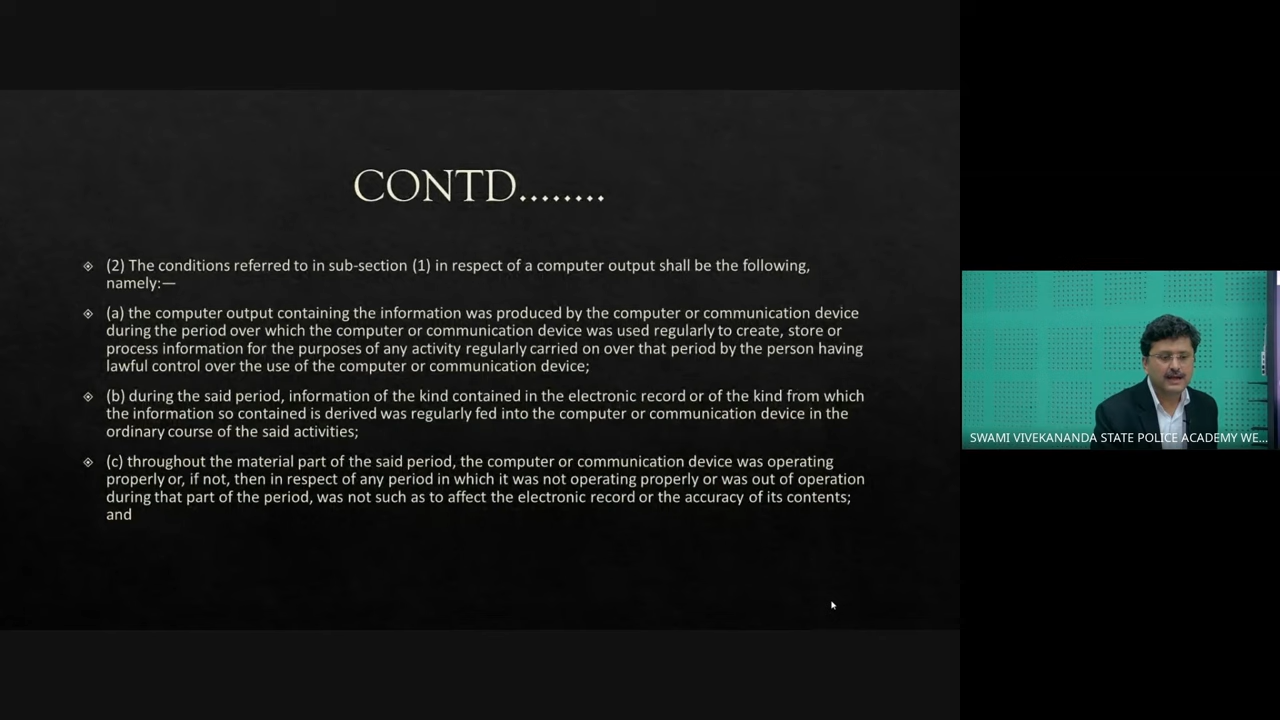 CONTD........
(2) The conditions referred to in sub-section (1) in respect of a computer output shall be the following,
namely:—
(a) the computer output containing the information was produced by the computer or communication device
during the period over which the computer or communication device was used regularly to create, store or
process information for the purposes of any activity regularly carried on over that period by the person having
lawful control over the use of the computer or communication device;
(b) during the said period, information of the kind contained in the electronic record or of the kind from which
the information so contained is derived was regularly fed into the computer or communication device in the
ordinary course of the said activities;
(c) throughout the material part of the said period, the computer or communication device was operating
properly or, if not, then in respect of any period in which it was not operating properly or was out of operation
during that part of the period, was not such as to affect the electronic record or the accuracy of its contents;
and
SWAMI VIVEKANANDA STATE POLICE ACADEMY WE...